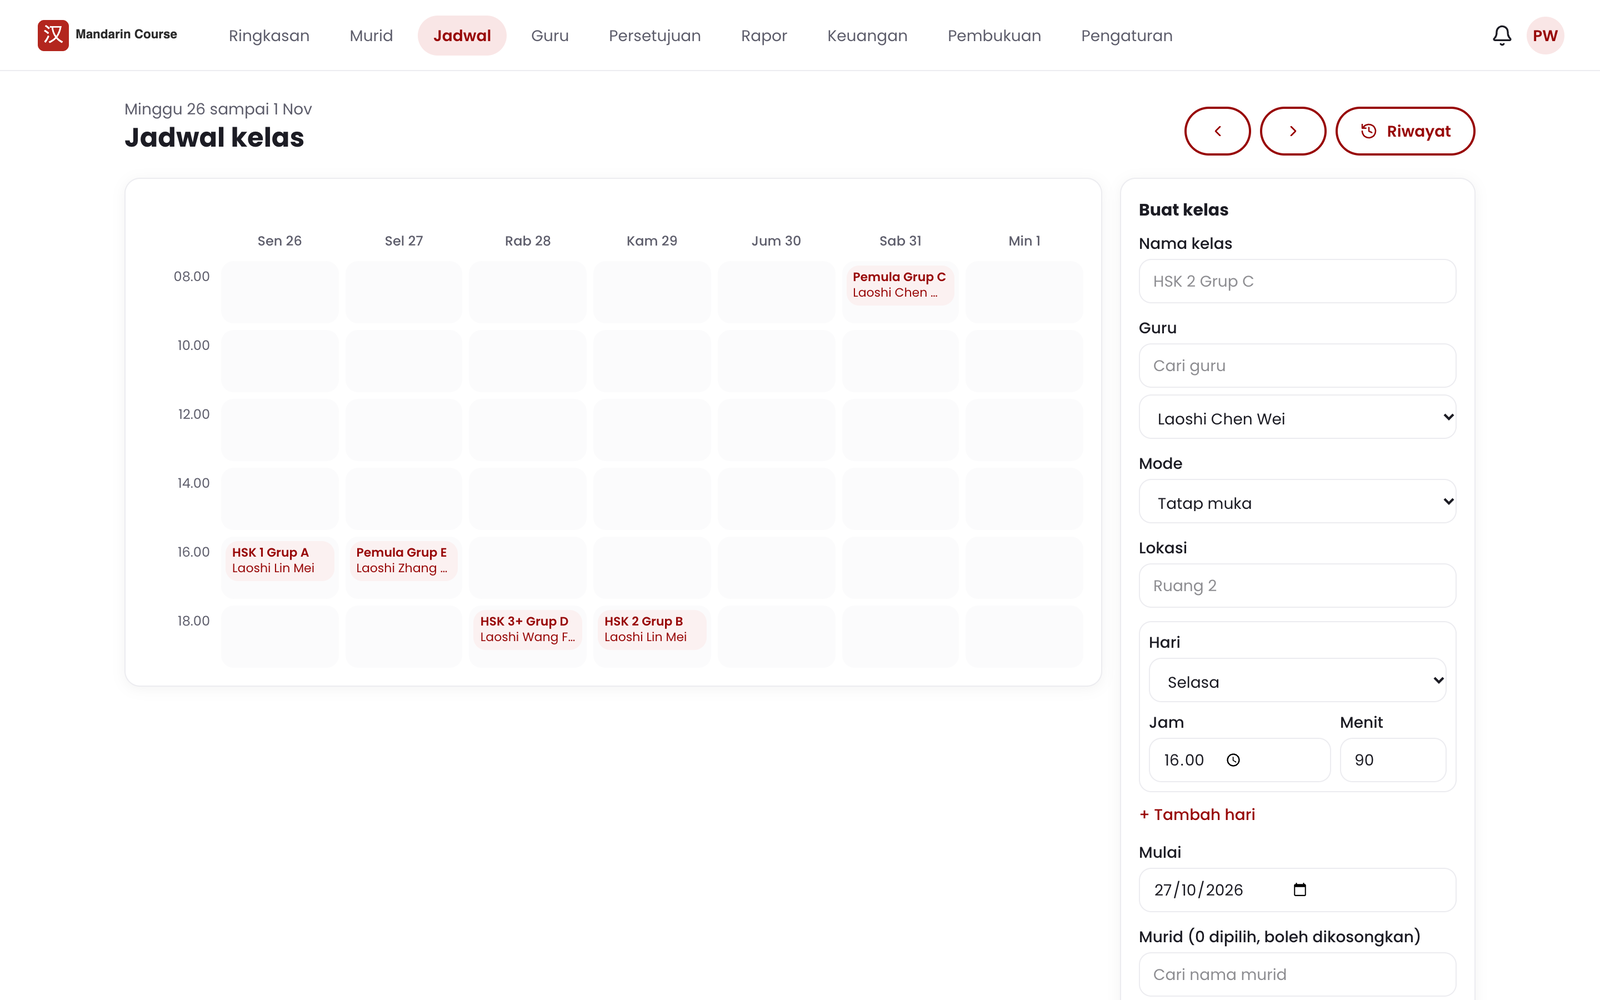 汉 Mandarin Course Ringkasan Murid Jadwal Guru Persetujuan Rapor Keuangan Pembukuan Pengaturan PW
Minggu 26 sampai 1 Nov
Jadwal kelas
Riwayat
Sen 26 Sel 27 Rab 28 Kam 29 Jum 30 Sab 31 Min 1
08.00
Pemula Grup C
Laoshi Chen ...
10.00
12.00
14.00
16.00
HSK 1 Grup A
Laoshi Lin Mei
Pemula Grup E
Laoshi Zhang ...
18.00
HSK 3+ Grup D
Laoshi Wang F...
HSK 2 Grup B
Laoshi Lin Mei
Buat kelas
Nama kelas
HSK 2 Grup C
Guru
Cari guru
Laoshi Chen Wei
Mode
Tatap muka
Lokasi
Ruang 2
Hari
Selasa
Jam Menit
16.00 90
+ Tambah hari
Mulai
27/10/2026
Murid (0 dipilih, boleh dikosongkan)
Cari nama murid